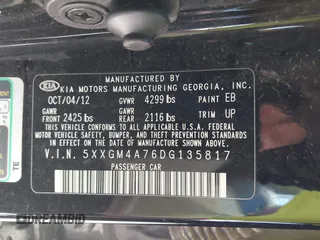 KIA
MANUFACTURED BY
KIA MOTORS MANUFACTURING GEORGIA, INC.
OCT/04/12 GVWR 4299 lbs PAINT EB
GAWR FRONT 2425 lbs GAWR REAR 2116 lbs TRIM UP
THIS VEHICLE CONFORMS TO ALL APPLICABLE FEDERAL MOTOR
VEHICLE SAFETY, BUMPER, AND THEFT PREVENTION STANDARDS
IN EFFECT ON THE DATE OF MANUFACTURE SHOWN ABOVE.
V.I.N. 5XXGM4A76DG135817
PASSENGER CAR
TE
© DREAMBID